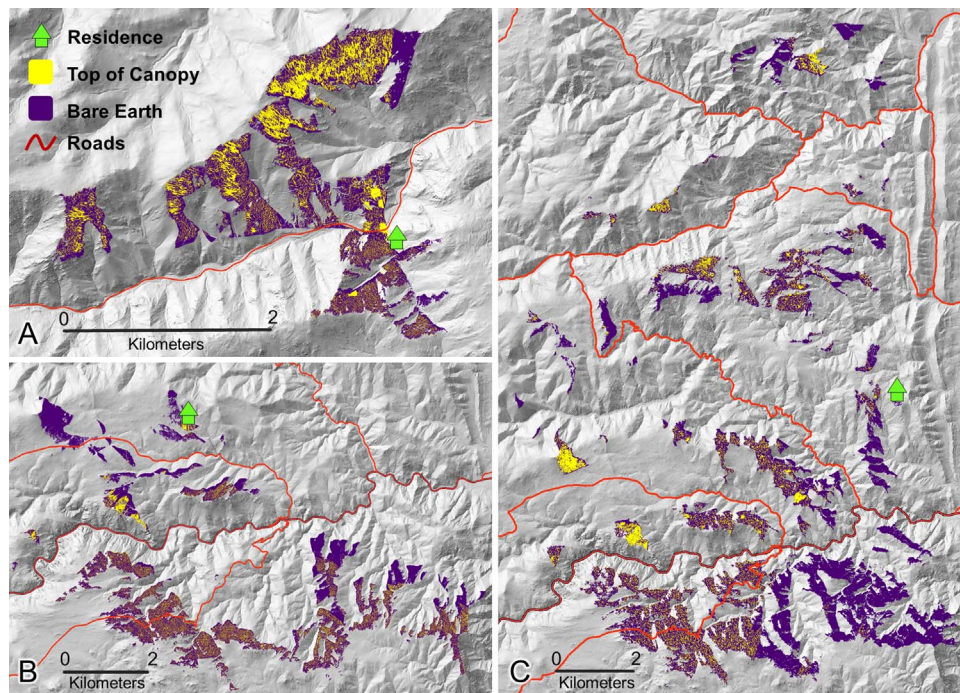 Residence
Top of Canopy
Bare Earth
Roads
0 2
Kilometers
A
0 2
Kilometers
B
0 2
Kilometers
C